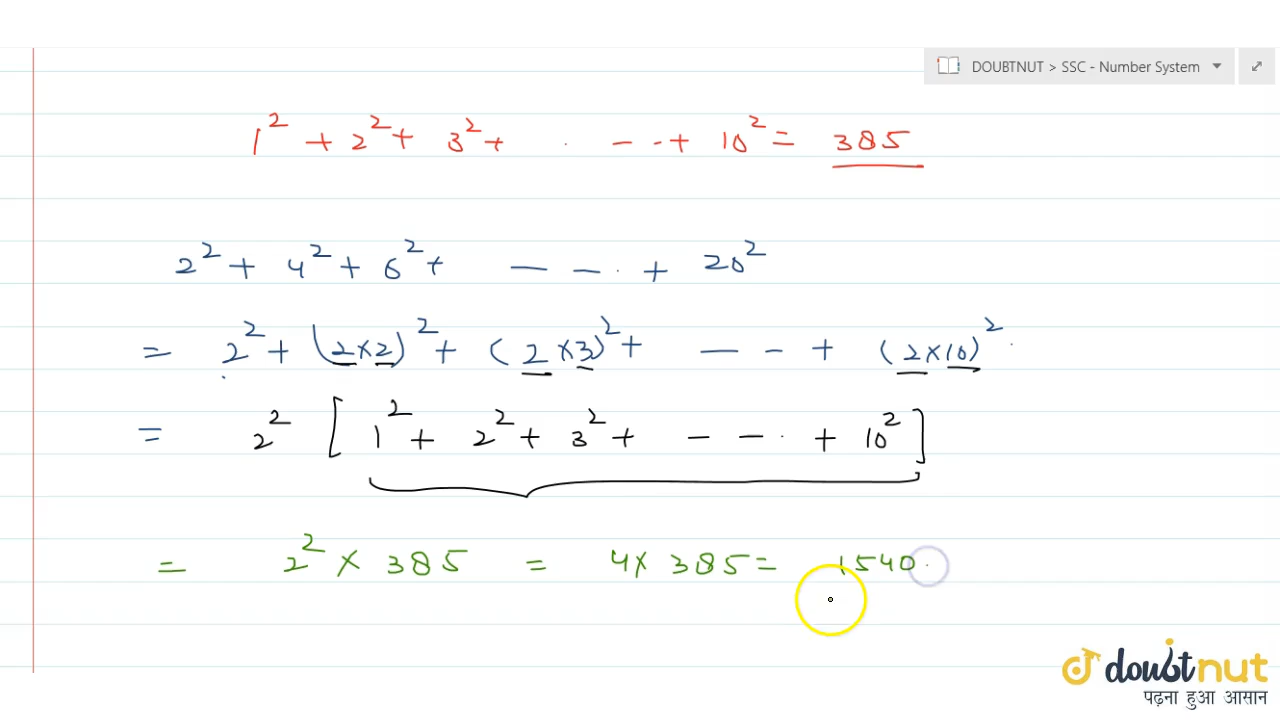 DOUBTNUT > SSC - Number System
1² + 2² + 3² + . - - + 10² = 385
2² + 4² + 6² + - - . + 20²
= 2² + (2×2)² + (2×3)² + - - + (2×10)²
= 2² [ 1² + 2² + 3² + - - . + 10² ]
= 2² × 385 = 4× 385 = 1540.
doubtnut
पढ़ना हुआ आसान